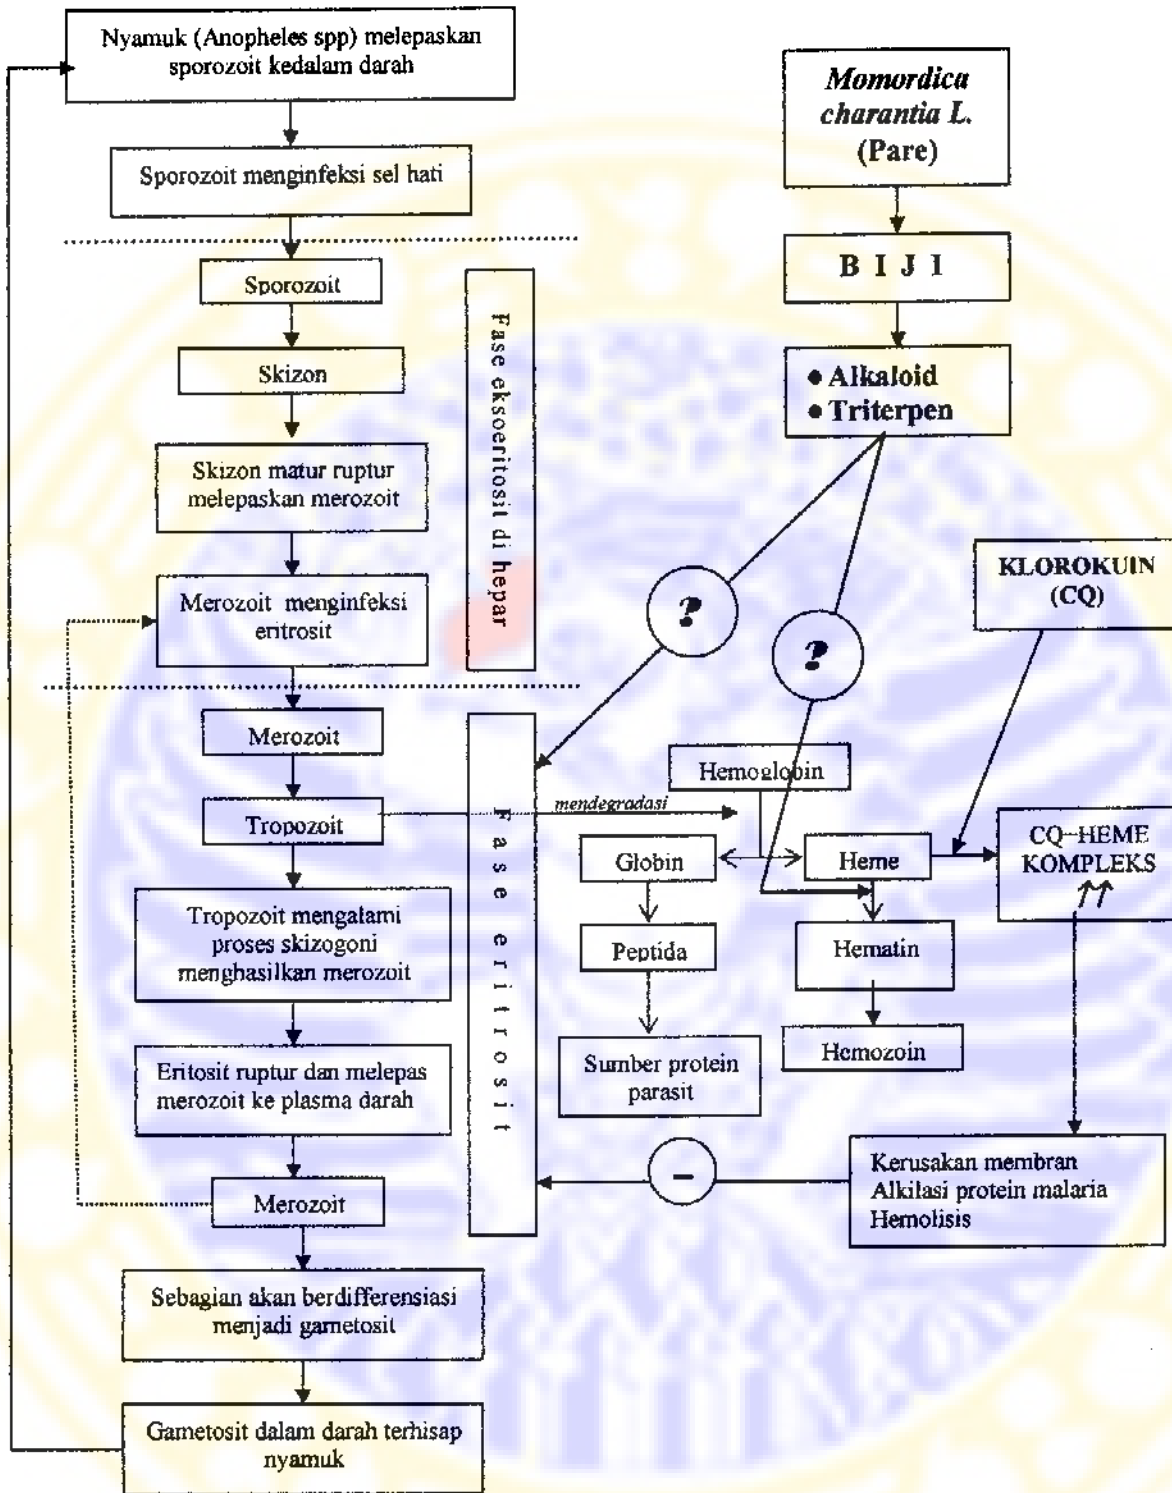 Nyamuk (Anopheles spp) melepaskan
sporozoit kedalam darah
Sporozoit menginfeksi sel hati
Sporozoit
Skizon
Skizon matur ruptur
melepaskan merozoit
Merozoit menginfeksi
eritrosit
Fase eksoeritosit di hepar
Merozoit
Tropozoit
Tropozoit mengalami
proses skizogoni
menghasilkan merozoit
Eritosit ruptur dan melepas
merozoit ke plasma darah
Merozoit
Sebagian akan berdifferensiasi
menjadi gametosit
Gametosit dalam darah terhisap
nyamuk
Fase eritrosit
Momordica
charantia L.
(Pare)
B I J I
• Alkaloid
• Triterpen
?
?
KLOROKUIN
(CQ)
mendegradasi
Hemoglobin
Globin
Heme
CQ-HEME
KOMPLEKS
Peptida
Hematin
Sumber protein
parasit
Hemozoin
–
Kerusakan membran
Alkilasi protein malaria
Hemolisis